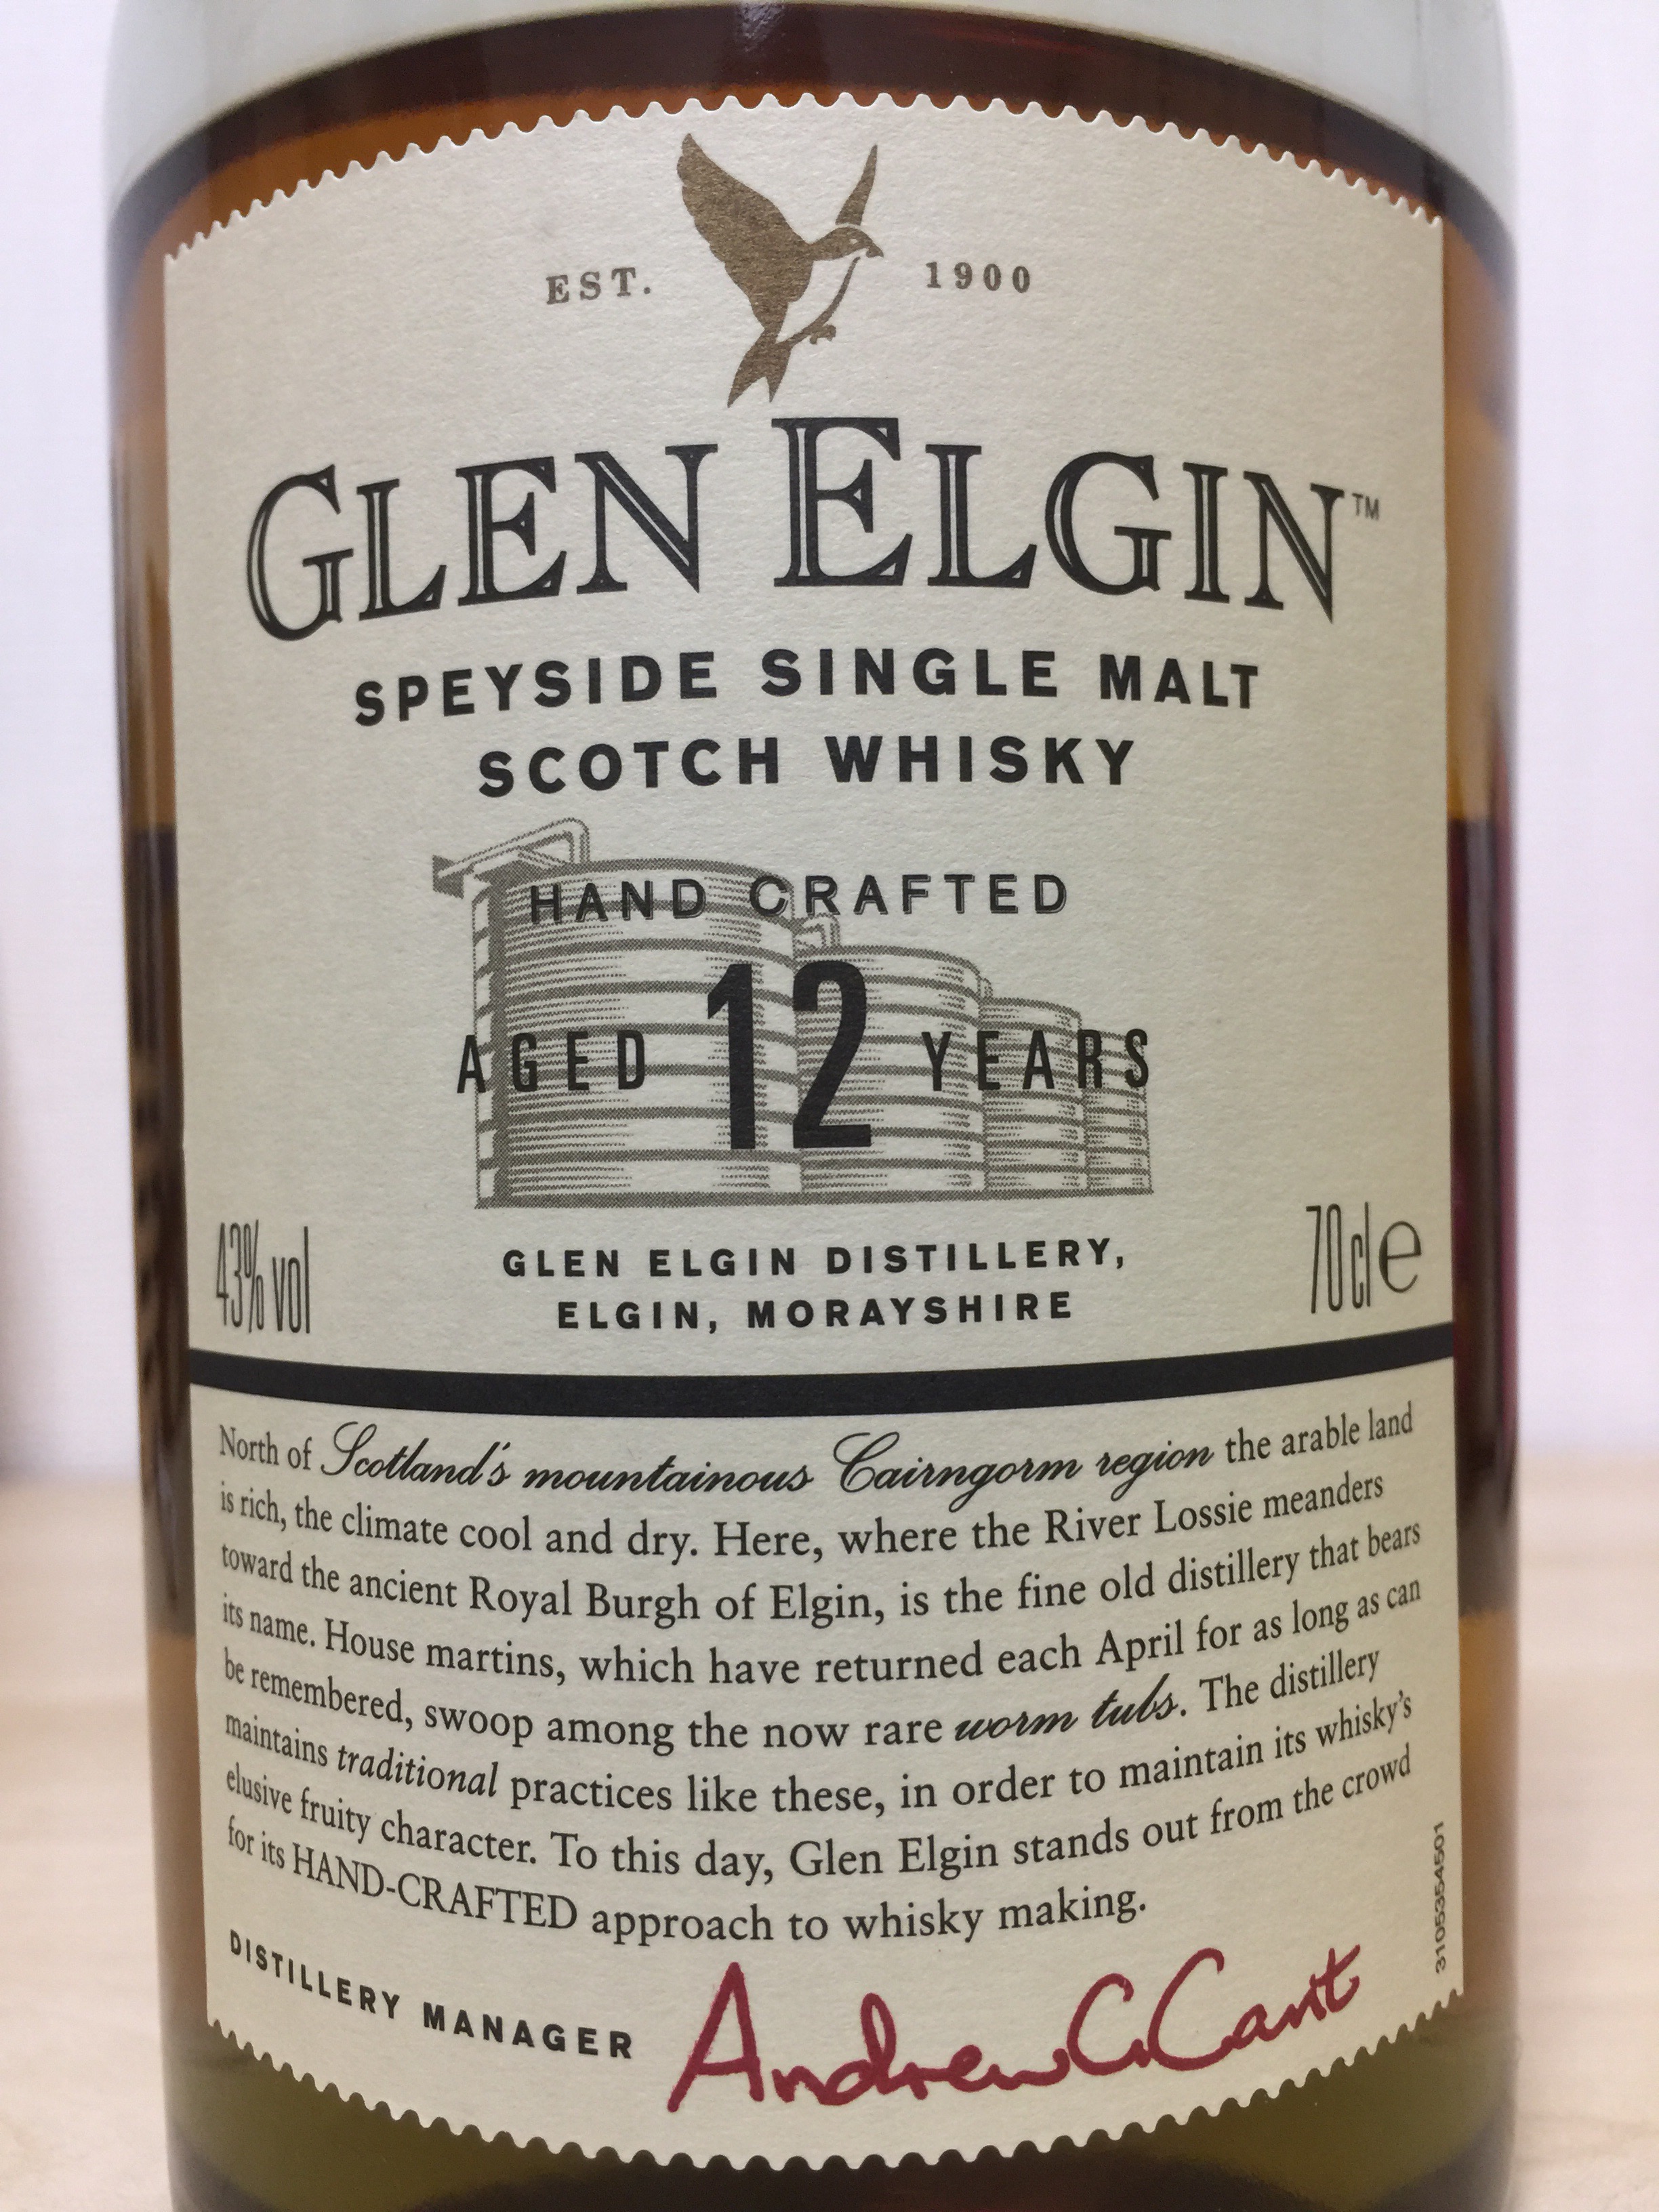 EST. 1900
GLEN ELGIN™
SPEYSIDE SINGLE MALT
SCOTCH WHISKY
HAND CRAFTED
AGED 12 YEARS
43% vol
GLEN ELGIN DISTILLERY,
ELGIN, MORAYSHIRE
70cl e
North of Scotland's mountainous Cairngorm region the arable land
is rich, the climate cool and dry. Here, where the River Lossie meanders
toward the ancient Royal Burgh of Elgin, is the fine old distillery that bears
its name. House martins, which have returned each April for as long as can
be remembered, swoop among the now rare worm tubs. The distillery
maintains traditional practices like these, in order to maintain its whisky's
elusive fruity character. To this day, Glen Elgin stands out from the crowd
for its HAND-CRAFTED approach to whisky making.
DISTILLERY MANAGER Andrew C. Cant
3105354501